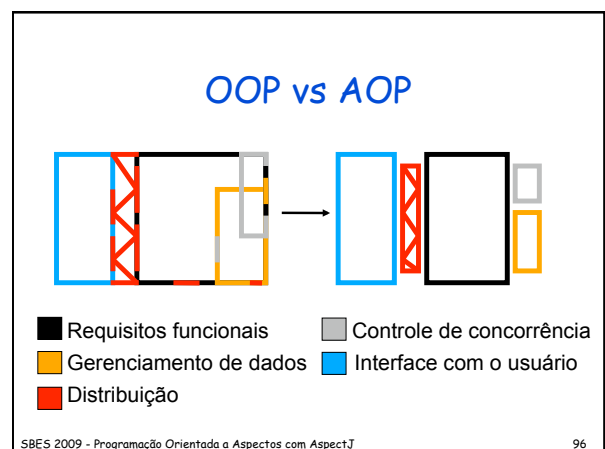 OOP vs AOP
Requisitos funcionais
Controle de concorrência
Gerenciamento de dados
Interface com o usuário
Distribuição
SBES 2009 - Programação Orientada a Aspectos com AspectJ
96